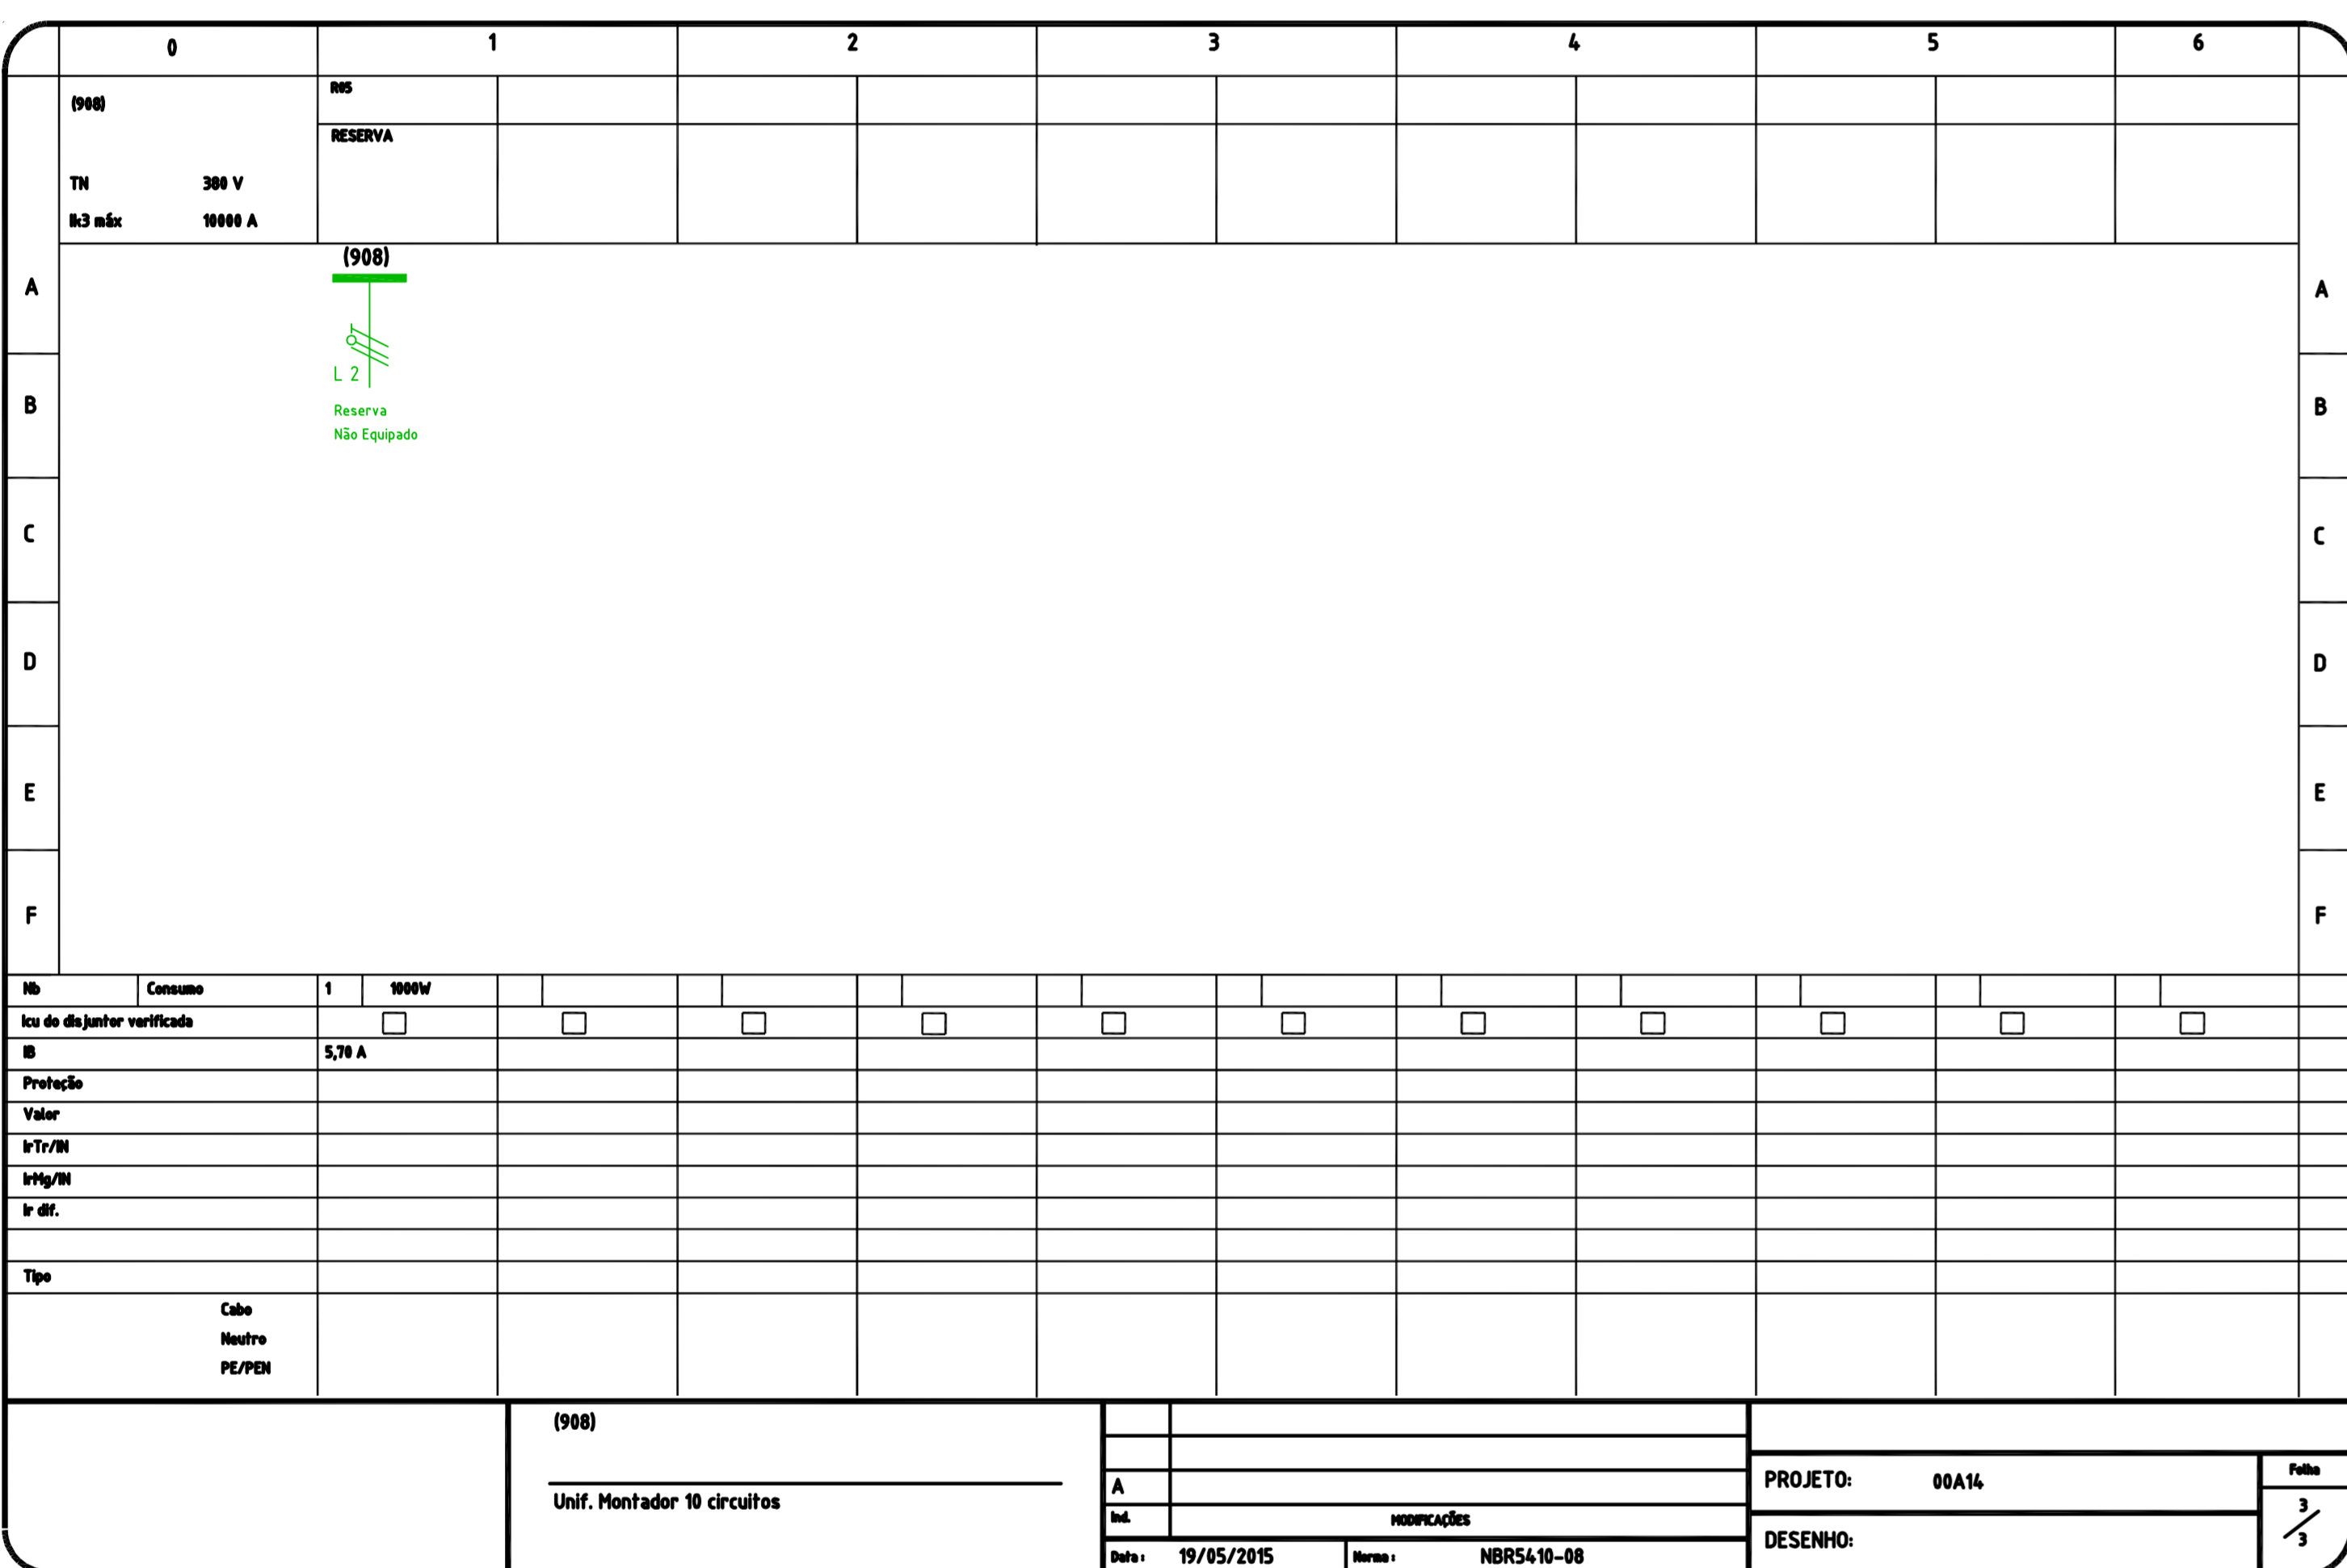 0 1 2 3 4 5 6
(908)
R05
RESERVA
TN 380 V
Ik3 máx 10000 A
(908)
A A
L 2
B B
Reserva
Não Equipado
C C
D D
E E
F F
Nb Consumo 1 1000W
Icu do disjuntor verificada
IB 5,70 A
Proteção
Valor
IrTr/IN
IrMg/IN
Ir dif.
Tipo
Cabo
Neutro
PE/PEN
(908)
Unif. Montador 10 circuitos
A
Ind. MODIFICAÇÕES
Data : 19/05/2015 Norma : NBR5410-08
PROJETO: 00A14
DESENHO:
Folha
3
/
3